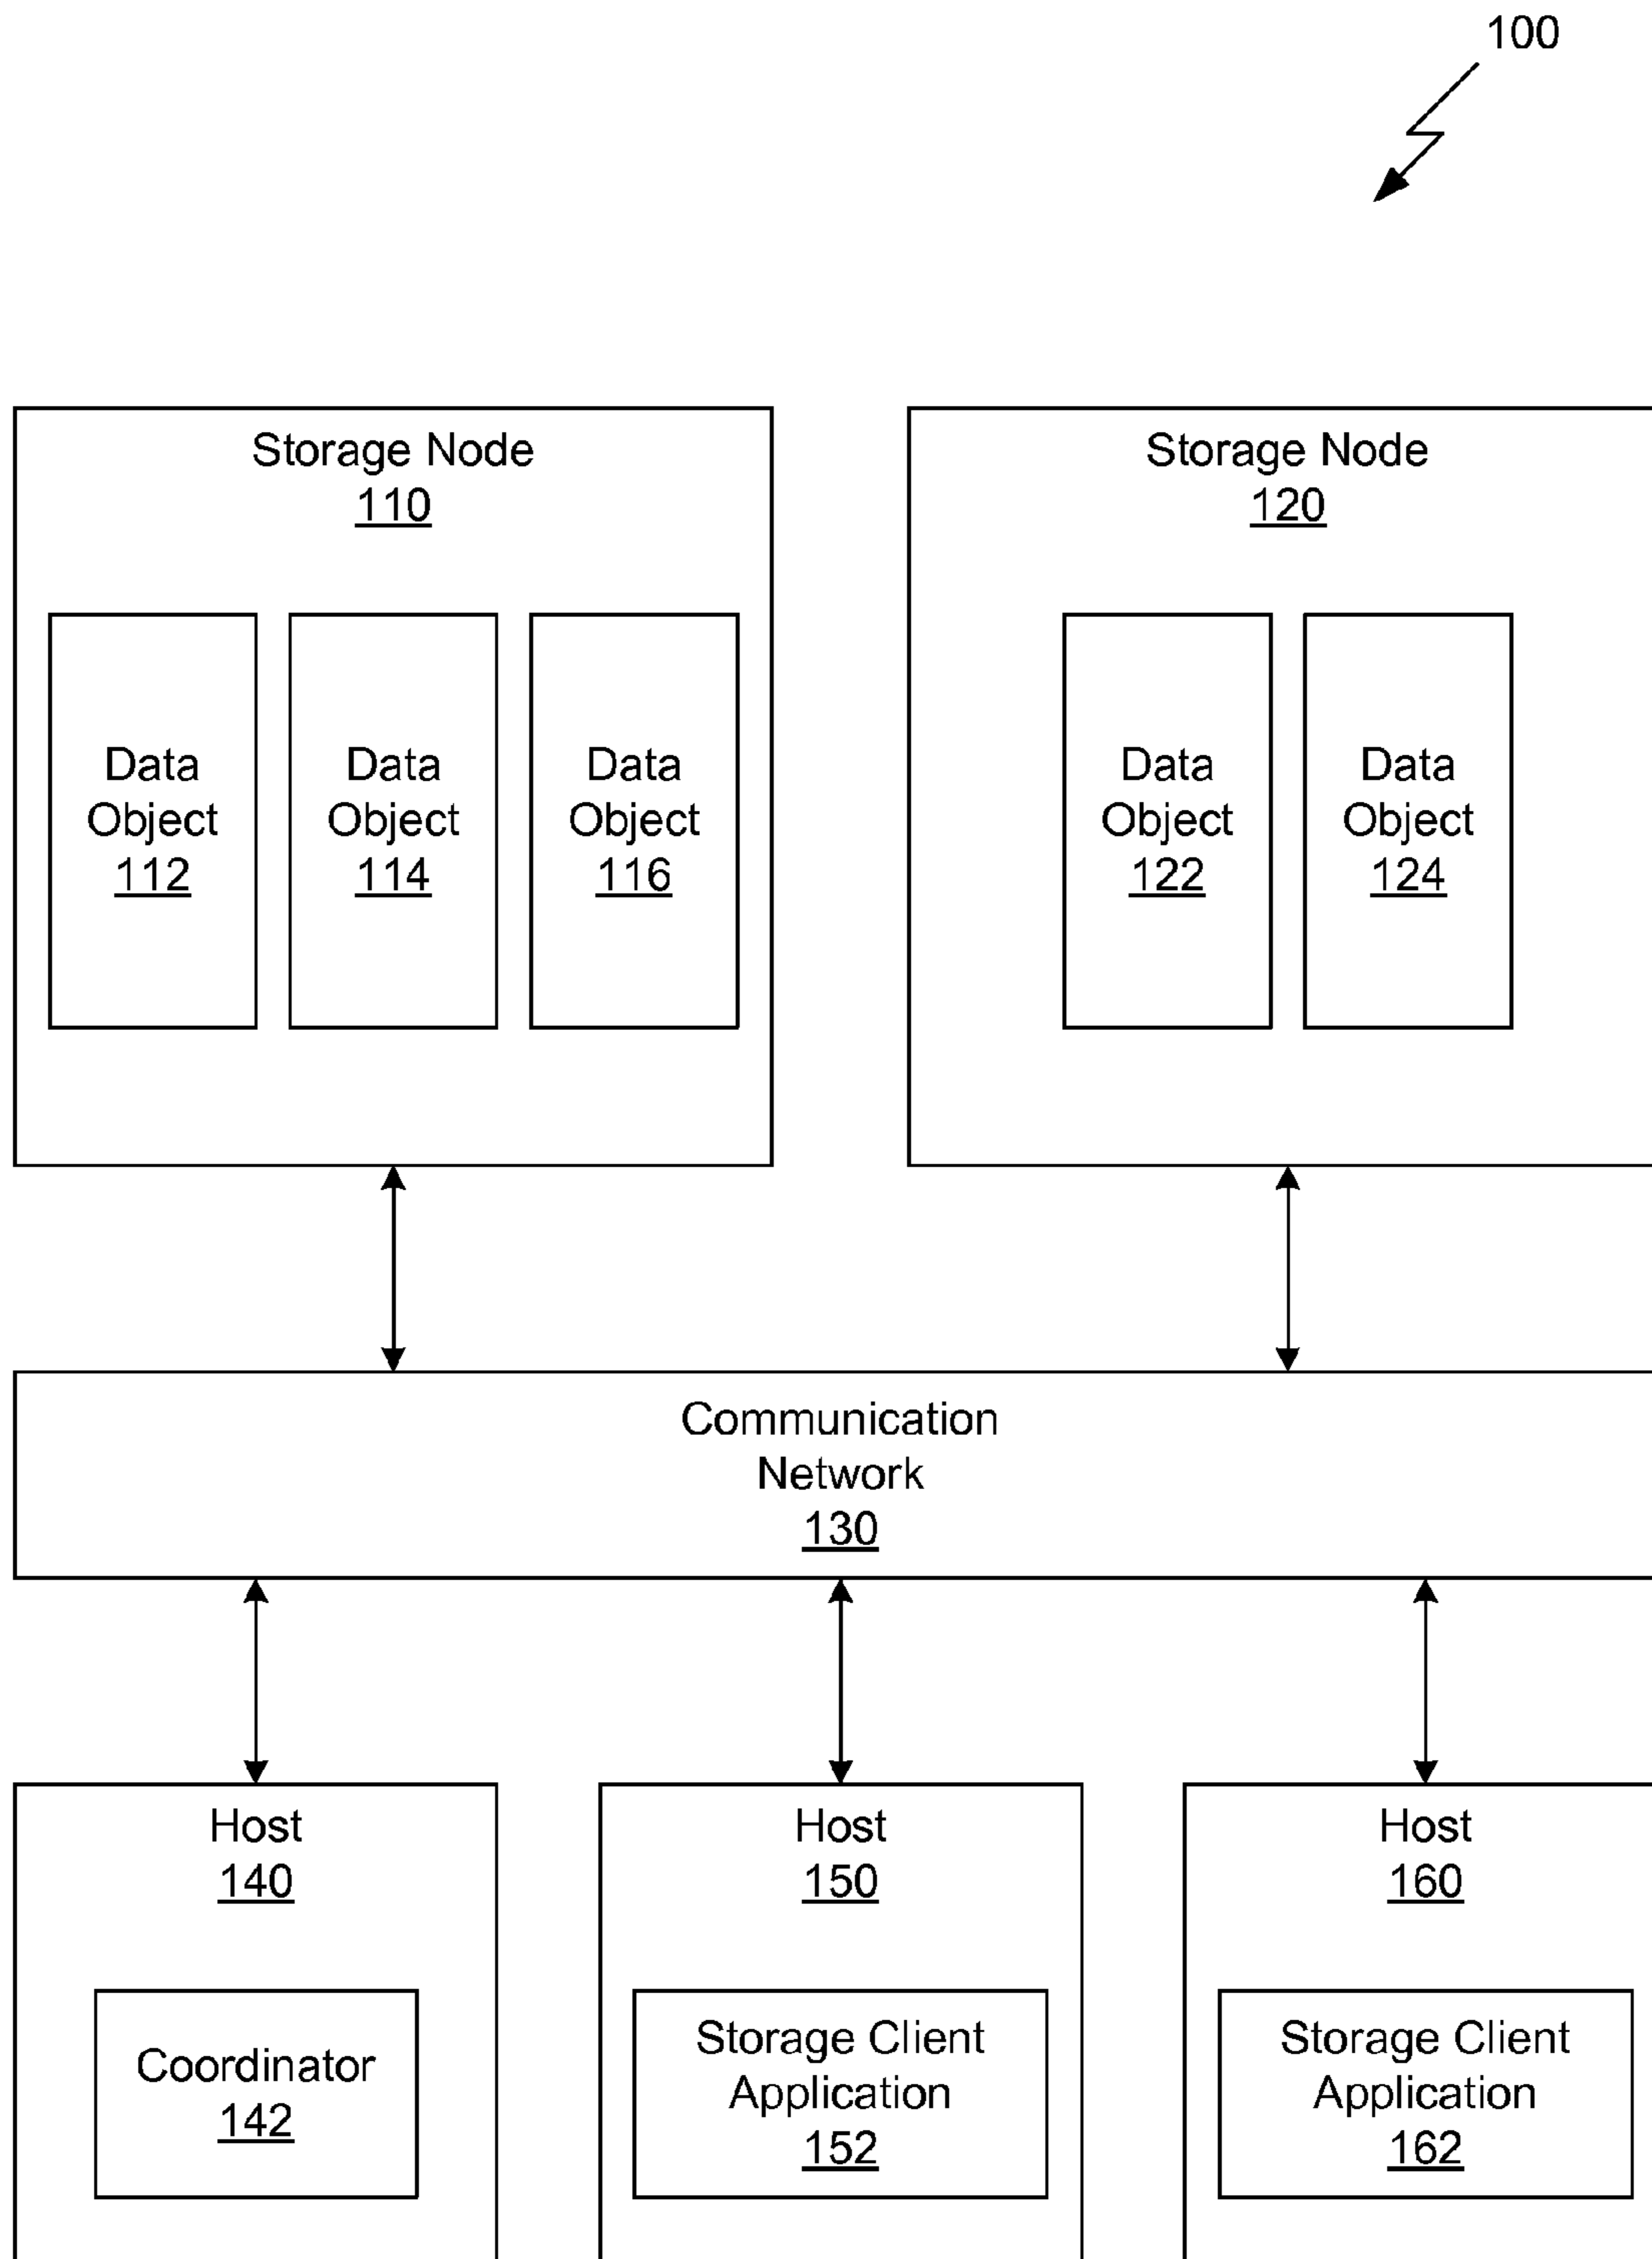 100
Storage Node
110
Storage Node
120
Data
Object
112
Data
Object
114
Data
Object
116
Data
Object
122
Data
Object
124
Communication
Network
130
Host
140
Host
150
Host
160
Coordinator
142
Storage Client
Application
152
Storage Client
Application
162